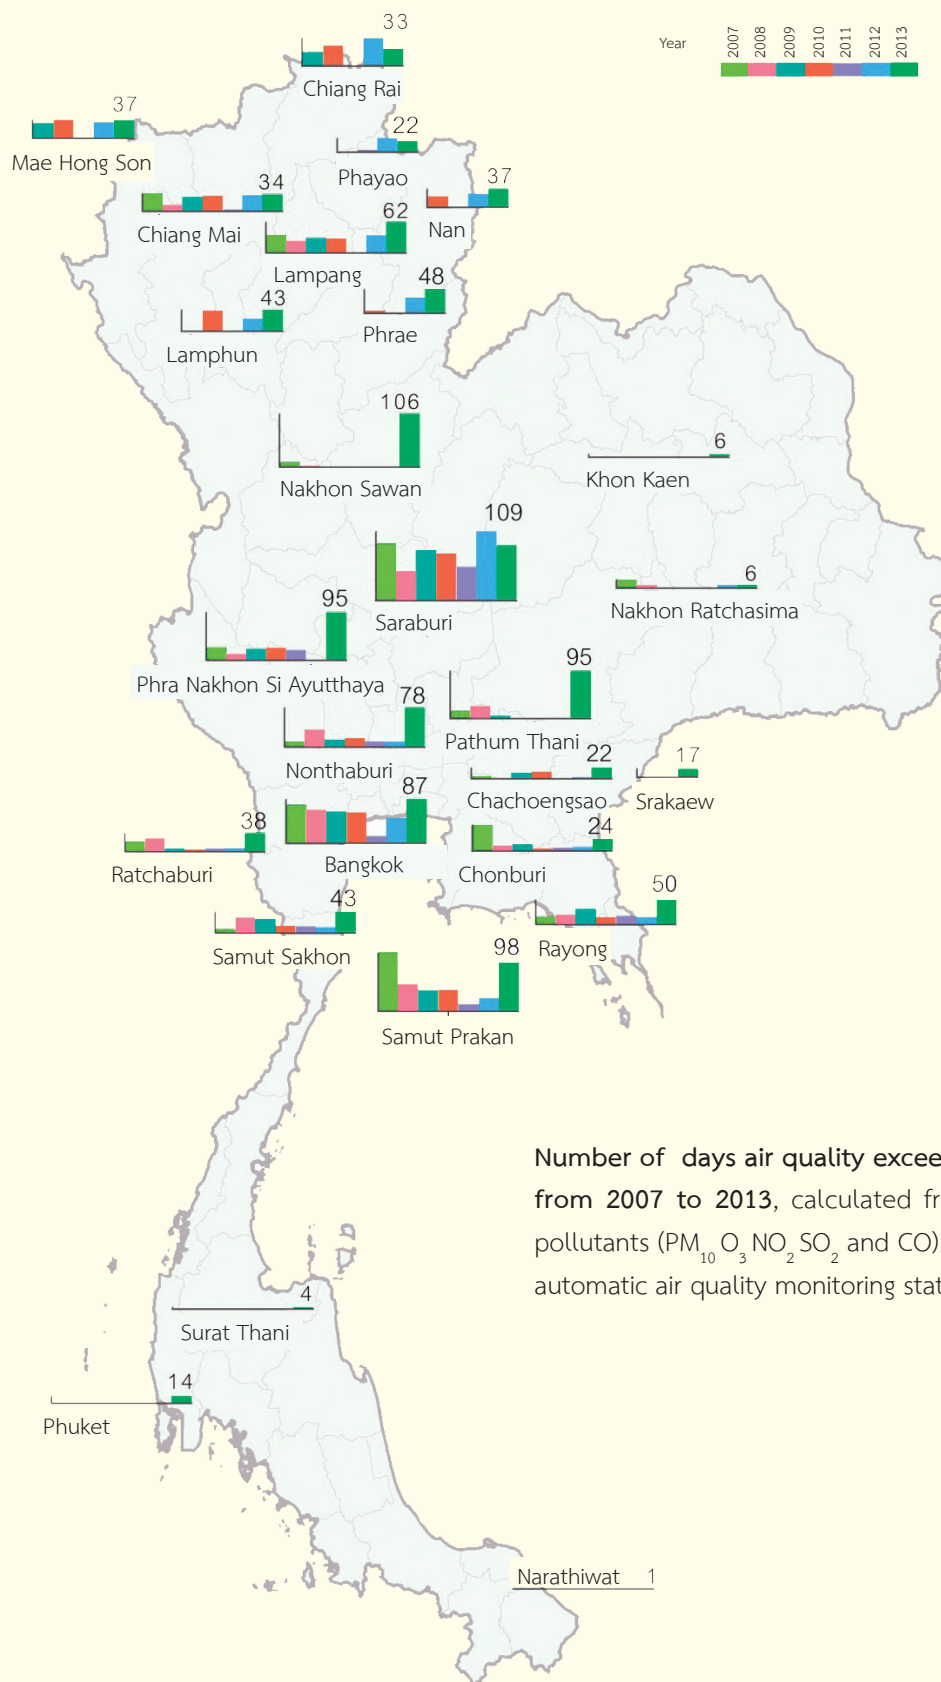 Year
2007
2008
2009
2010
2011
2012
2013
33
Chiang Rai
37
Mae Hong Son
22
Phayao
34
Chiang Mai
37
Nan
62
Lampang
48
Phrae
43
Lamphun
106
Nakhon Sawan
6
Khon Kaen
109
Saraburi
6
Nakhon Ratchasima
95
Phra Nakhon Si Ayutthaya
95
Pathum Thani
78
Nonthaburi
22
Chachoengsao
17
Srakaew
87
Bangkok
38
Ratchaburi
24
Chonburi
50
Rayong
43
Samut Sakhon
98
Samut Prakan
Number of days air quality excee
from 2007 to 2013, calculated fr
pollutants (PM₁₀ O₃ NO₂ SO₂ and CO)
automatic air quality monitoring stat
4
Surat Thani
14
Phuket
Narathiwat 1